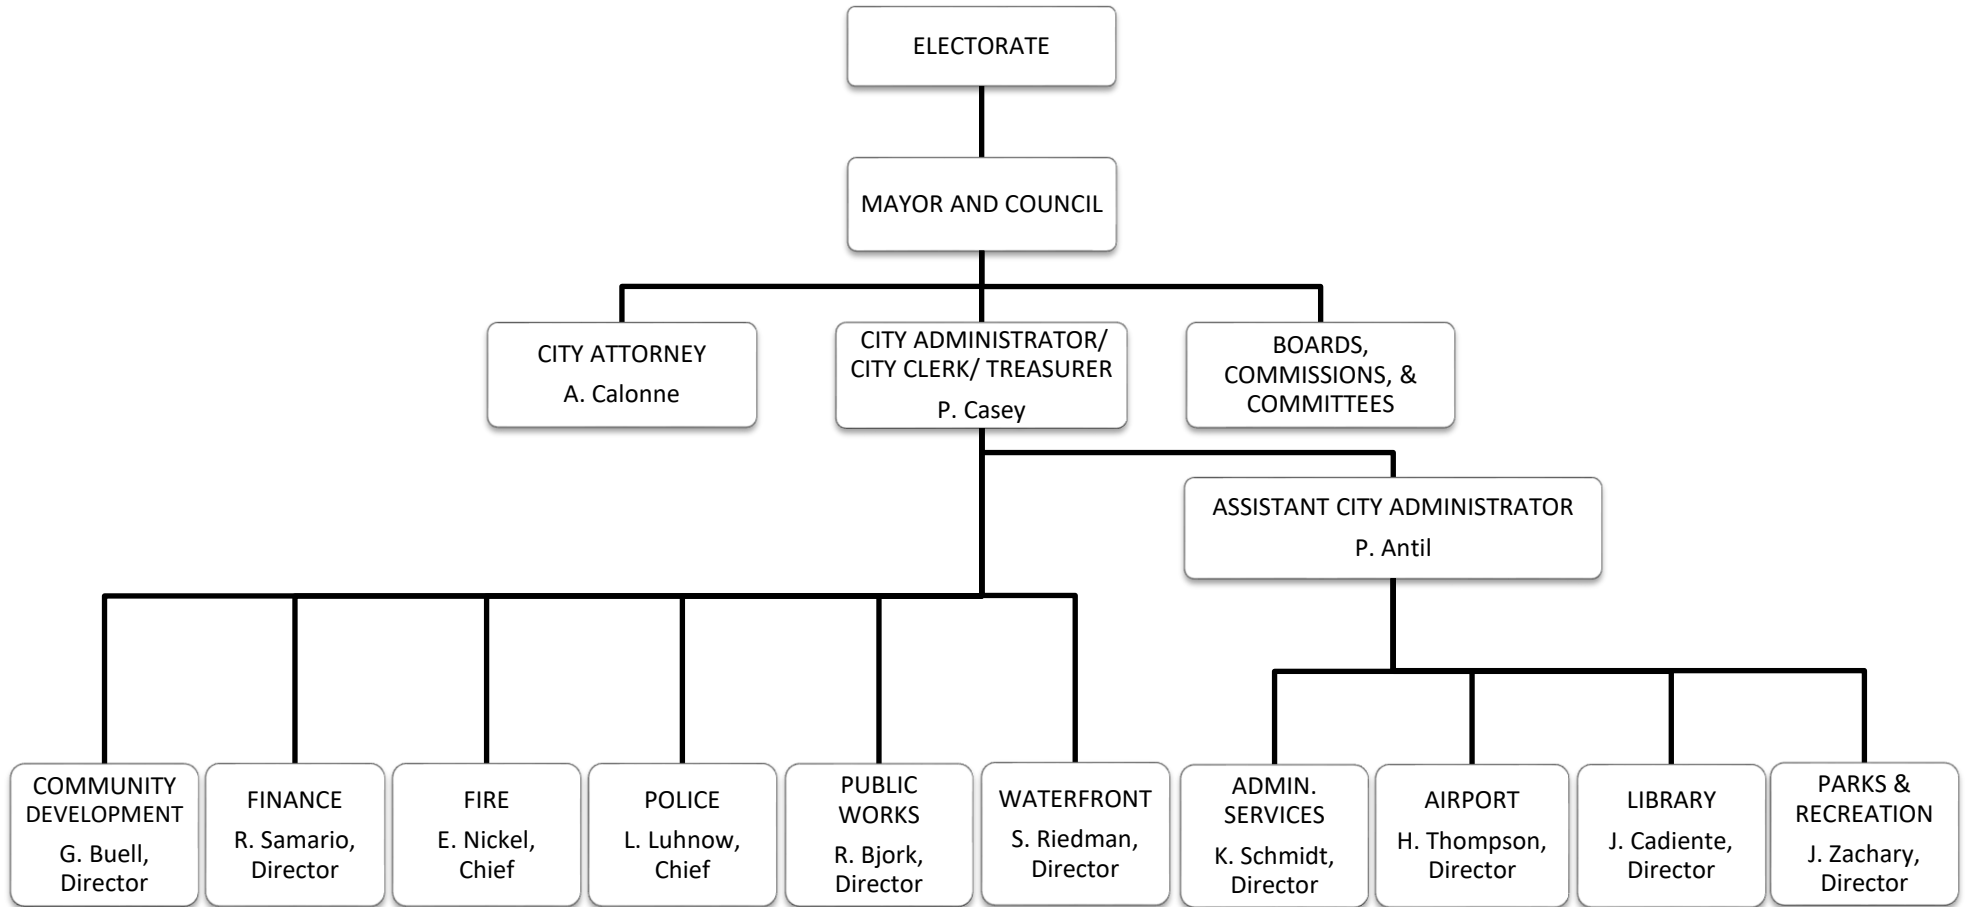 ELECTORATE
MAYOR AND COUNCIL
CITY ATTORNEY
A. Calonne
CITY ADMINISTRATOR/
CITY CLERK/ TREASURER
P. Casey
BOARDS,
COMMISSIONS, &
COMMITTEES
ASSISTANT CITY ADMINISTRATOR
P. Antil
COMMUNITY
DEVELOPMENT
G. Buell,
Director
FINANCE
R. Samario,
Director
FIRE
E. Nickel,
Chief
POLICE
L. Luhnow,
Chief
PUBLIC
WORKS
R. Bjork,
Director
WATERFRONT
S. Riedman,
Director
ADMIN.
SERVICES
K. Schmidt,
Director
AIRPORT
H. Thompson,
Director
LIBRARY
J. Cadiente,
Director
PARKS &
RECREATION
J. Zachary,
Director